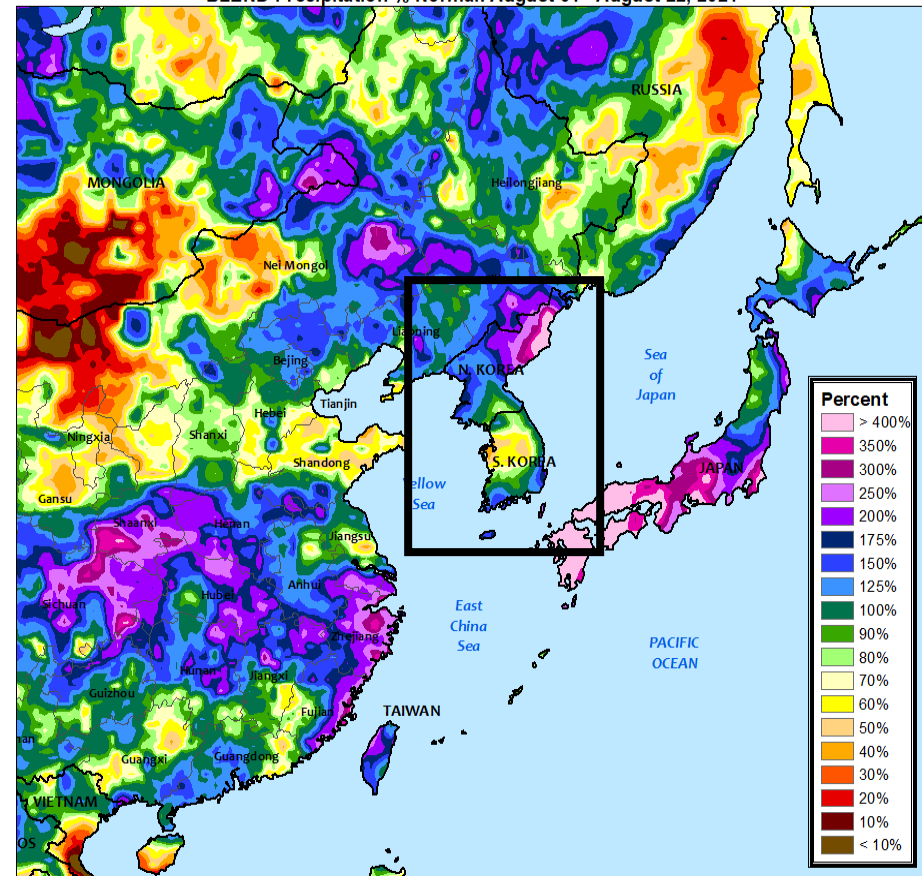 RUSSIA
MONGOLIA
Heilongjiang
Nei Mongol
Liaoning
Bejing
N. KOREA
Sea
of
Japan
Tianjin
Hebei
Ningxia
Shanxi
Shandong
S. KOREA
JAPAN
Gansu
ellow
Sea
Shaanxi
Henan
Jiangsu
Sichuan
Hubei
Anhui
East
China
Sea
Zhejiang
PACIFIC
OCEAN
Hunan
Jiangxi
Guizhou
Fujian
TAIWAN
Guangxi
Guangdong
VIETNAM
OS
Percent
> 400%
350%
300%
250%
200%
175%
150%
125%
100%
90%
80%
70%
60%
50%
40%
30%
20%
10%
< 10%